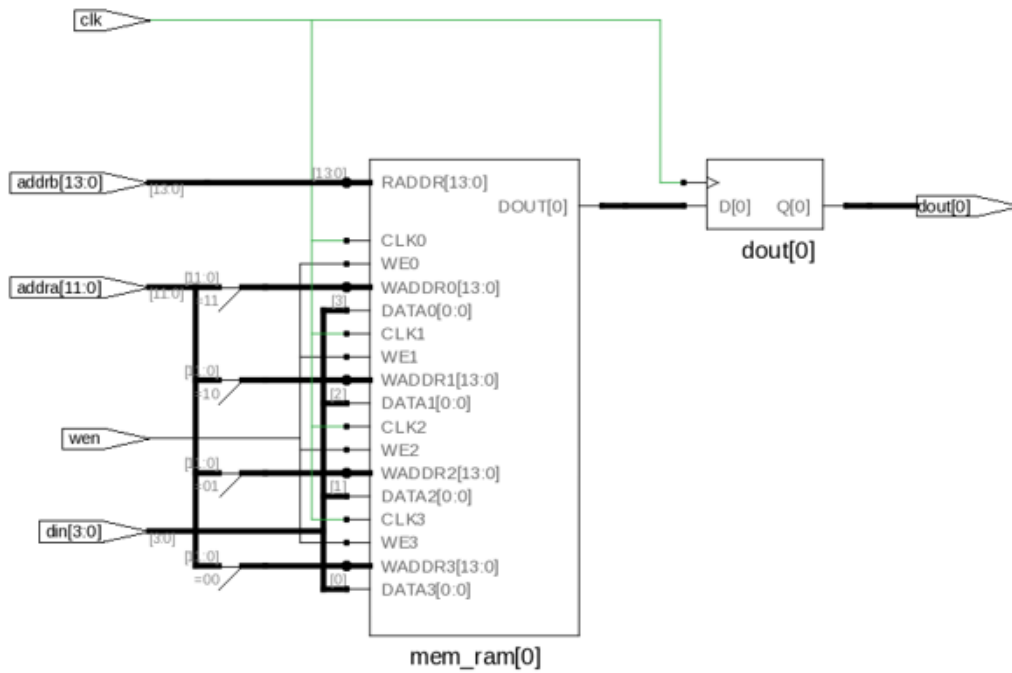 clk
addrb[13:0]
[13:0]
[13:0]
RADDR[13:0]
DOUT[0]
D[0]
Q[0]
dout[0]
dout[0]
CLK0
WE0
addra[11:0]
[11:0]
[11:0]
=11
WADDR0[13:0]
[3]
DATA0[0:0]
CLK1
WE1
[11:0]
=10
WADDR1[13:0]
[2]
DATA1[0:0]
CLK2
wen
WE2
[11:0]
=01
WADDR2[13:0]
[1]
DATA2[0:0]
CLK3
din[3:0]
[3:0]
WE3
[11:0]
=00
WADDR3[13:0]
[0]
DATA3[0:0]
mem_ram[0]